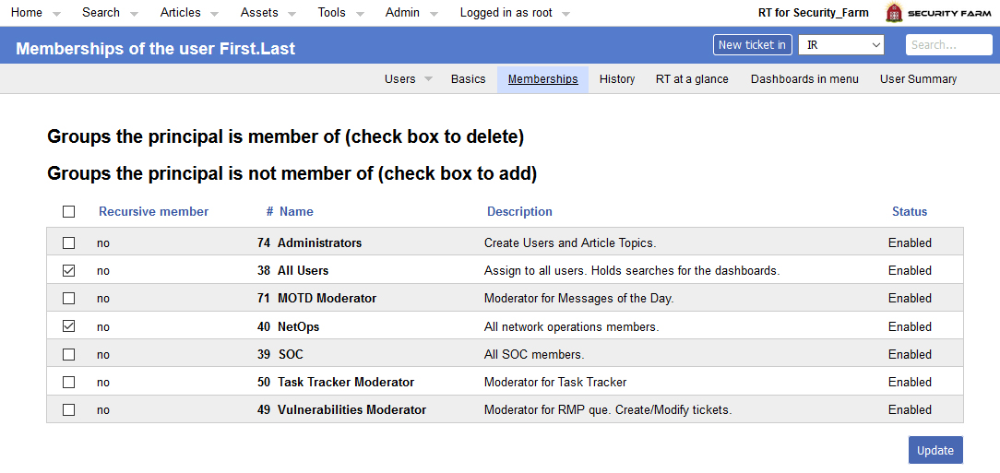 Home Search Articles Assets Tools Admin Logged in as root RT for Security_Farm SECURITY FARM
Memberships of the user First.Last New ticket in IR Search...
Users Basics Memberships History RT at a glance Dashboards in menu User Summary
Groups the principal is member of (check box to delete)
Groups the principal is not member of (check box to add)
Recursive member # Name Description Status
no 74 Administrators Create Users and Article Topics. Enabled
no 38 All Users Assign to all users. Holds searches for the dashboards. Enabled
no 71 MOTD Moderator Moderator for Messages of the Day. Enabled
no 40 NetOps All network operations members. Enabled
no 39 SOC All SOC members. Enabled
no 50 Task Tracker Moderator Moderator for Task Tracker Enabled
no 49 Vulnerabilities Moderator Moderator for RMP que. Create/Modify tickets. Enabled
Update